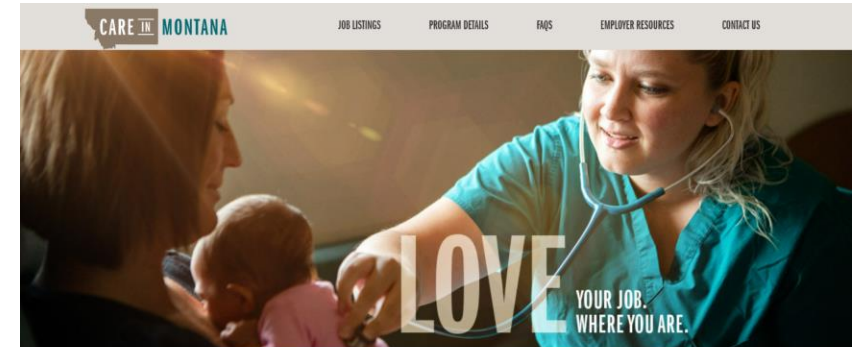 CARE IN MONTANA
JOB LISTINGS PROGRAM DETAILS FAQS EMPLOYER RESOURCES CONTACT US
LOVE
YOUR JOB.
WHERE YOU ARE.